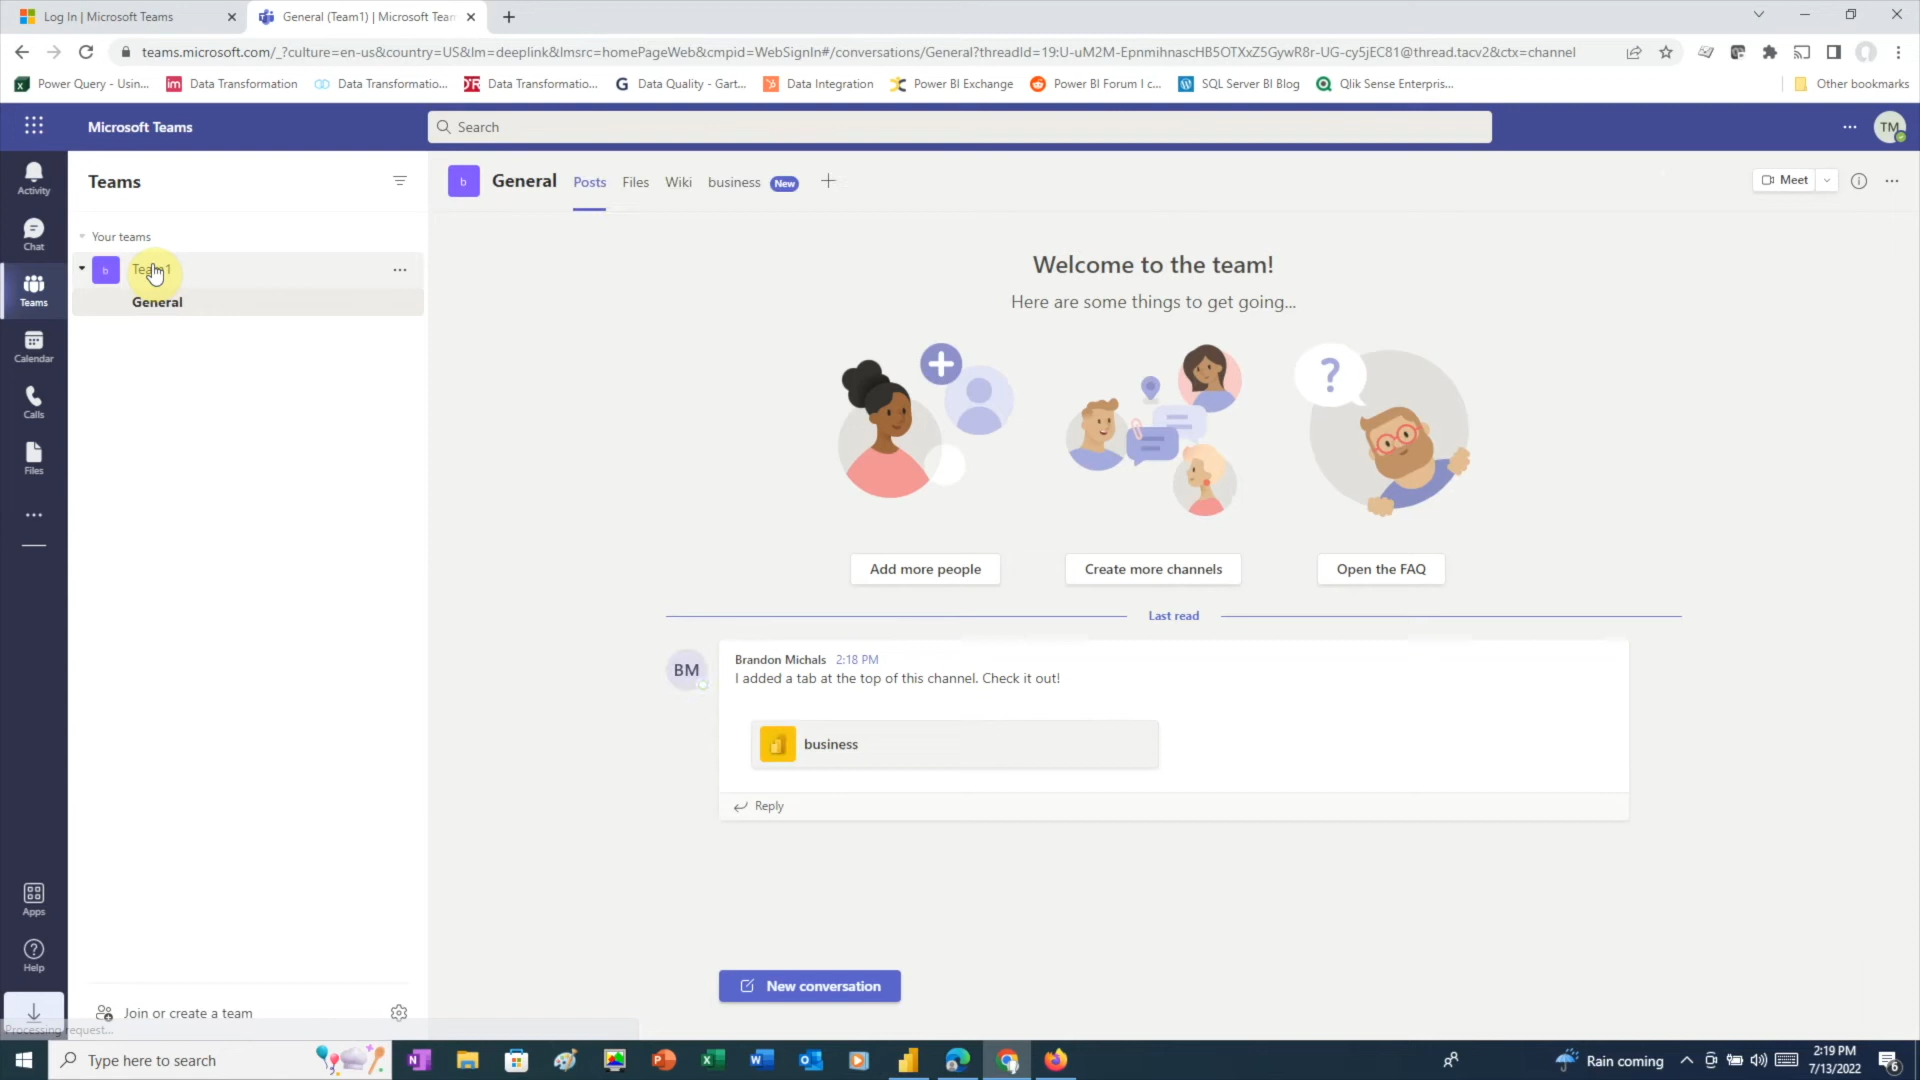 Log In | Microsoft Teams
General (Team1) | Microsoft Team
teams.microsoft.com/_?culture=en-us&country=US&lm=deeplink&lmsrc=homePageWeb&cmpid=WebSignIn#/conversations/General?threadId=19:U-uM2M-EpnmihnascHB5OTXxZ5GywR8r-UG-cy5jEC81@thread.tacv2&ctx=channel
Power Query - Usin...
Data Transformation
Data Transformatio...
Data Transformatio...
Data Quality - Gart...
Data Integration
Power BI Exchange
Power BI Forum I c...
SQL Server BI Blog
Qlik Sense Enterpris...
Other bookmarks
Microsoft Teams
Search
TM
Activity
Chat
Teams
Calendar
Calls
Files
Apps
Help
Teams
Your teams
b
Team1
General
Join or create a team
Processing request...
b
General
Posts
Files
Wiki
business
New
Meet
Welcome to the team!
Here are some things to get going...
?
Add more people
Create more channels
Open the FAQ
Last read
BM
Brandon Michals 2:18 PM
I added a tab at the top of this channel. Check it out!
business
Reply
New conversation
Type here to search
Rain coming
2:19 PM
7/13/2022
6